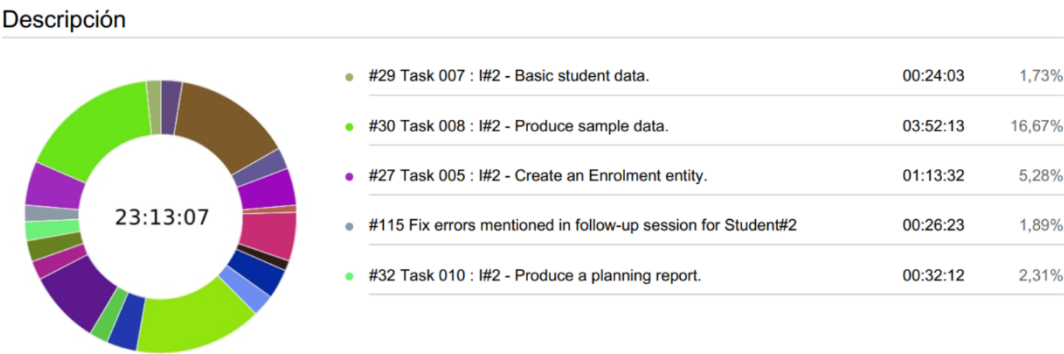 Descripción
23:13:07
#29 Task 007 : I#2 - Basic student data. 00:24:03 1,73%
#30 Task 008 : I#2 - Produce sample data. 03:52:13 16,67%
#27 Task 005 : I#2 - Create an Enrolment entity. 01:13:32 5,28%
#115 Fix errors mentioned in follow-up session for Student#2 00:26:23 1,89%
#32 Task 010 : I#2 - Produce a planning report. 00:32:12 2,31%